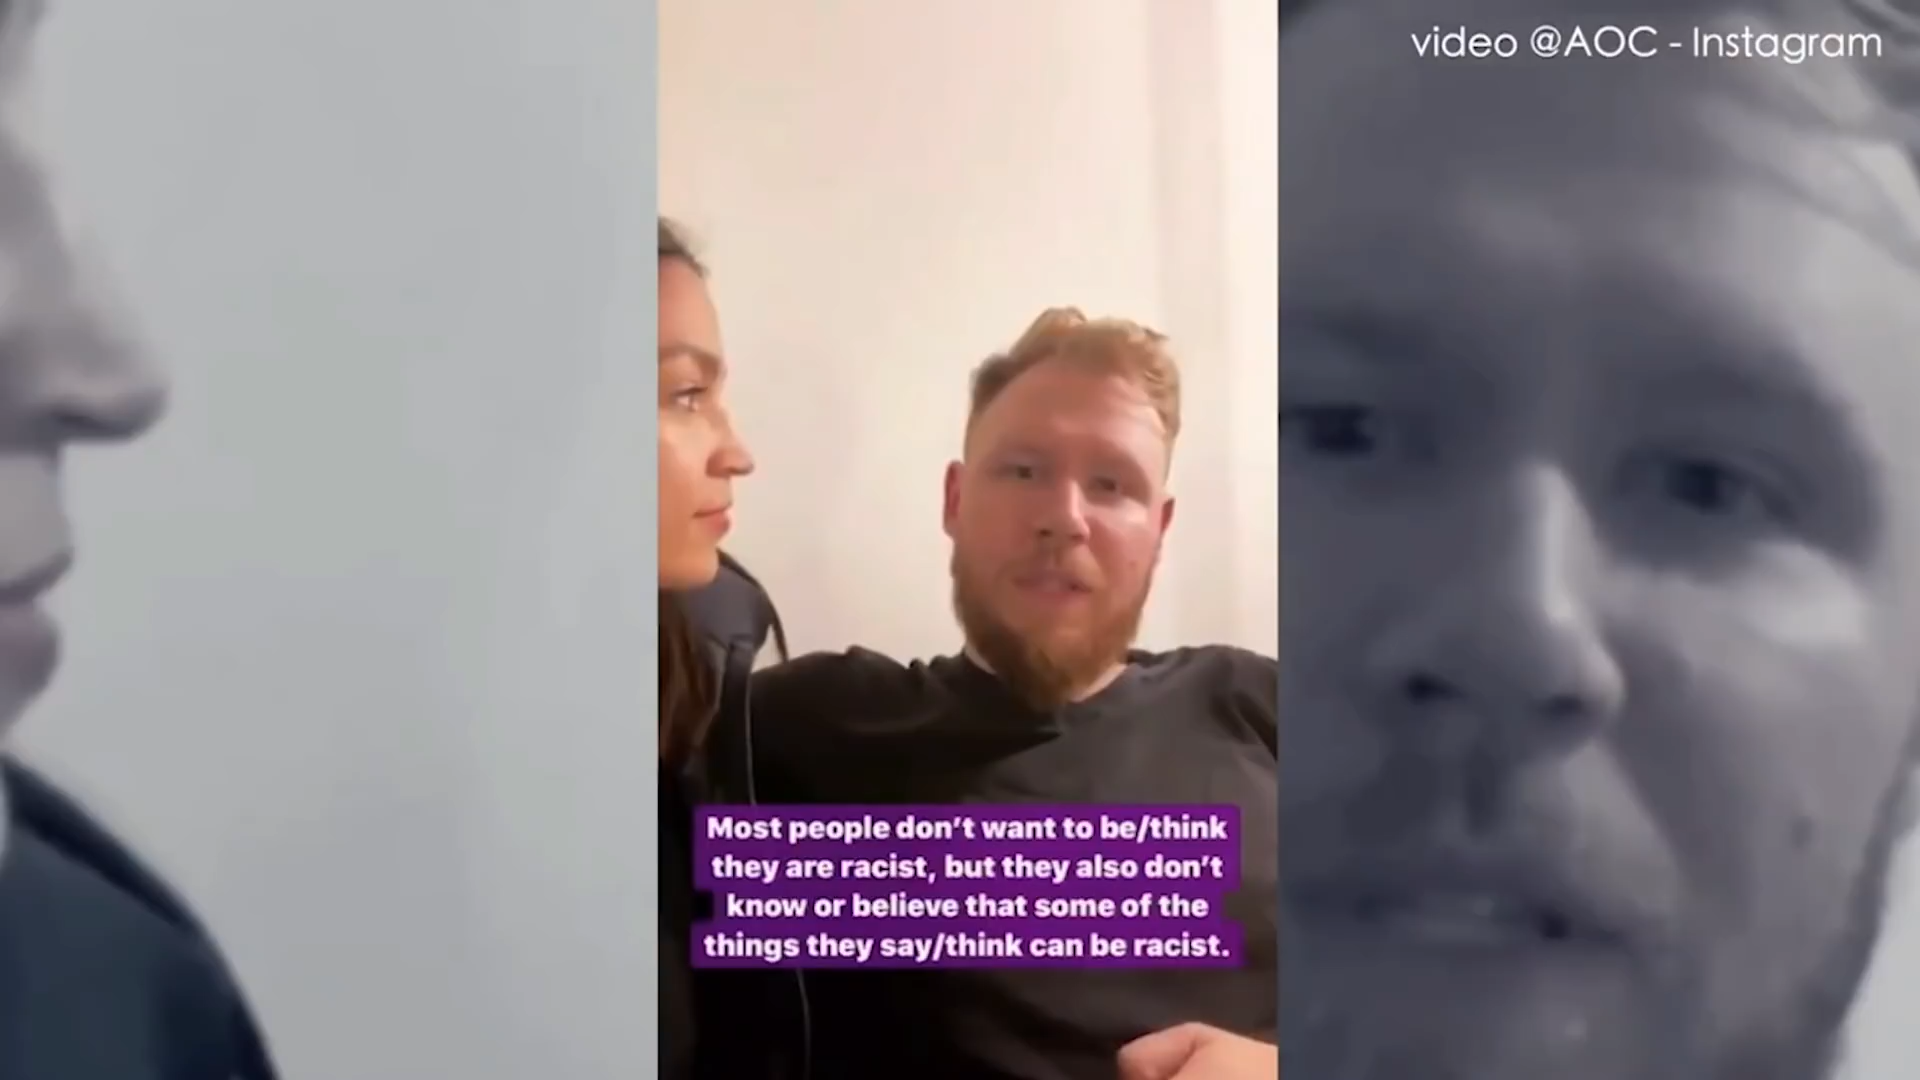 video @AOC - Instagram
Most people don't want to be/think
they are racist, but they also don't
know or believe that some of the
things they say/think can be racist.